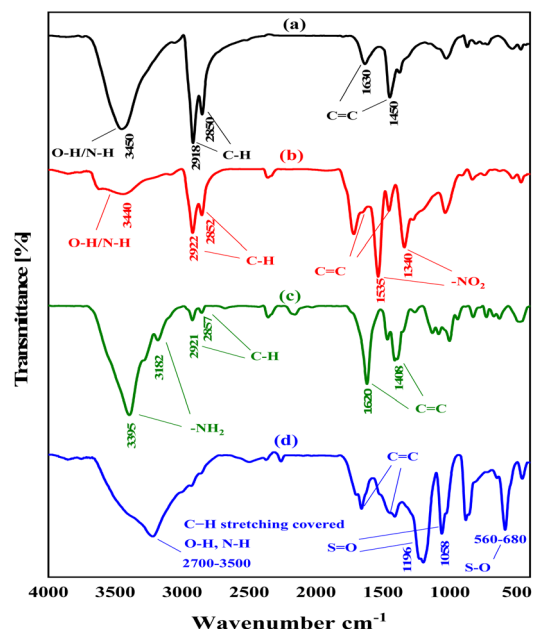 (a)
1630
C=C
1450
O-H/N-H
3450
2918
2850
C-H
(b)
3440
O-H/N-H
2922
2852
C-H
C=C
1535
1340
-NO2
(c)
3395
3182
-NH2
2921
2857
C-H
1620
1408
C=C
(d)
C=C
C−H stretching covered
O-H, N-H
2700-3500
S=O
1196
1058
560-680
S-O
Transmittance [%]
4000 3500 3000 2500 2000 1500 1000 500
Wavenumber cm-1